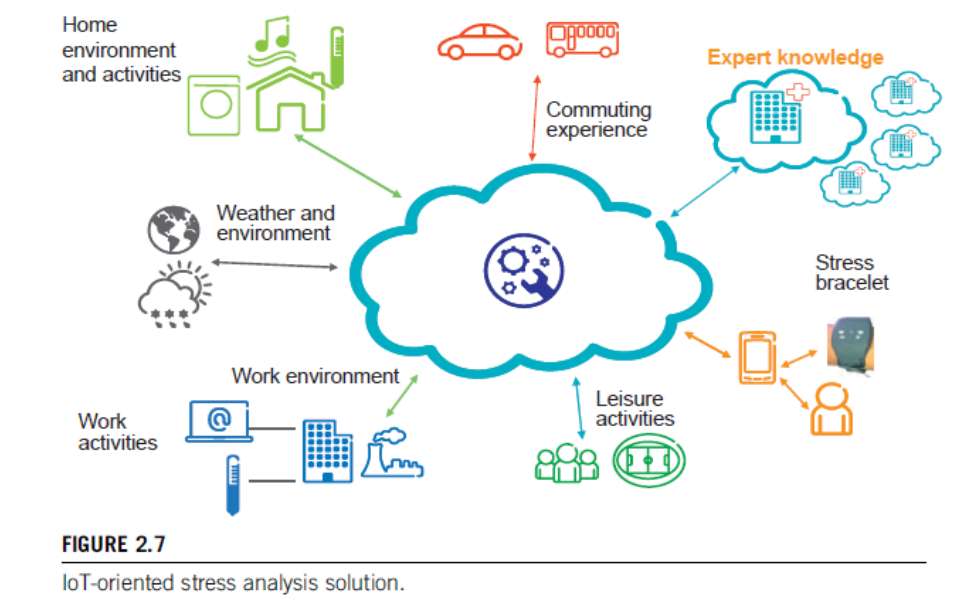 Home
environment
and activities
Commuting
experience
Expert knowledge
Weather and
environment
Stress
bracelet
Work environment
Work
activities
@
Leisure
activities
FIGURE 2.7
IoT-oriented stress analysis solution.